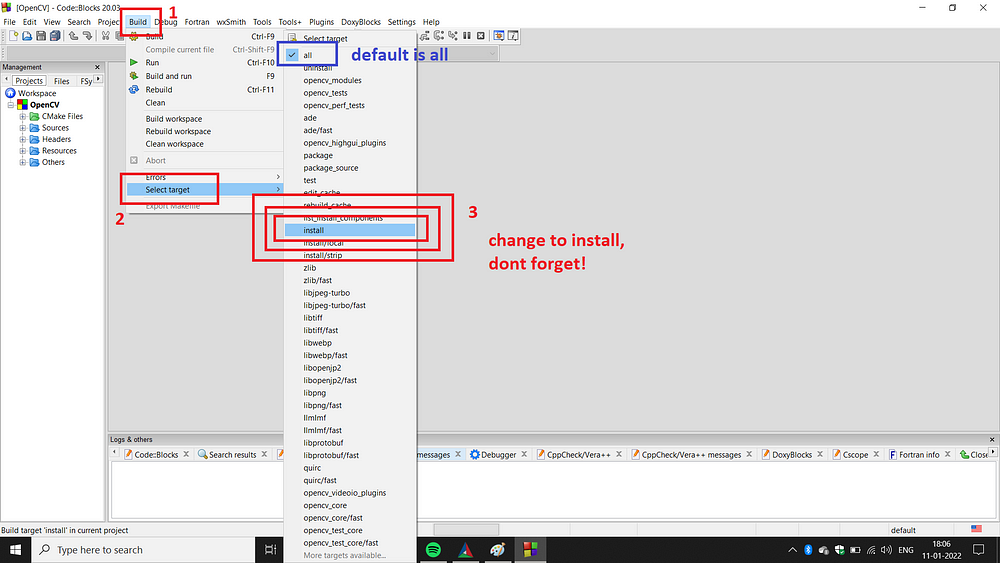 [OpenCV] - Code::Blocks 20.03
File Edit View Search Project Build Debug Fortran wxSmith Tools Tools+ Plugins DoxyBlocks Settings Help
1
Build Ctrl-F9
Compile current file Ctrl-Shift-F9
Run Ctrl-F10
Build and run F9
Rebuild Ctrl-F11
Clean
Build workspace
Rebuild workspace
Clean workspace
Abort
Errors
Select target
Export Makefile
2
Select target
all
default is all
uninstall
opencv_modules
opencv_tests
opencv_perf_tests
ade
ade/fast
opencv_highgui_plugins
package
package_source
test
edit_cache
rebuild_cache
list_install_components
install
install/local
install/strip
zlib
zlib/fast
libjpeg-turbo
libjpeg-turbo/fast
libtiff
libtiff/fast
libwebp
libwebp/fast
libopenjp2
libopenjp2/fast
libpng
libpng/fast
IlmImf
IlmImf/fast
libprotobuf
libprotobuf/fast
quirc
quirc/fast
opencv_videoio_plugins
opencv_core
opencv_core/fast
opencv_test_core
opencv_test_core/fast
More targets available...
3
change to install,
dont forget!
Management
Projects Files FSy
Workspace
OpenCV
CMake Files
Sources
Headers
Resources
Others
Logs & others
Code::Blocks Search results messages Debugger CppCheck/Vera++ CppCheck/Vera++ messages DoxyBlocks Cscope Fortran info Close
Build target 'install' in current project
default
Type here to search
ENG
18:06
11-01-2022